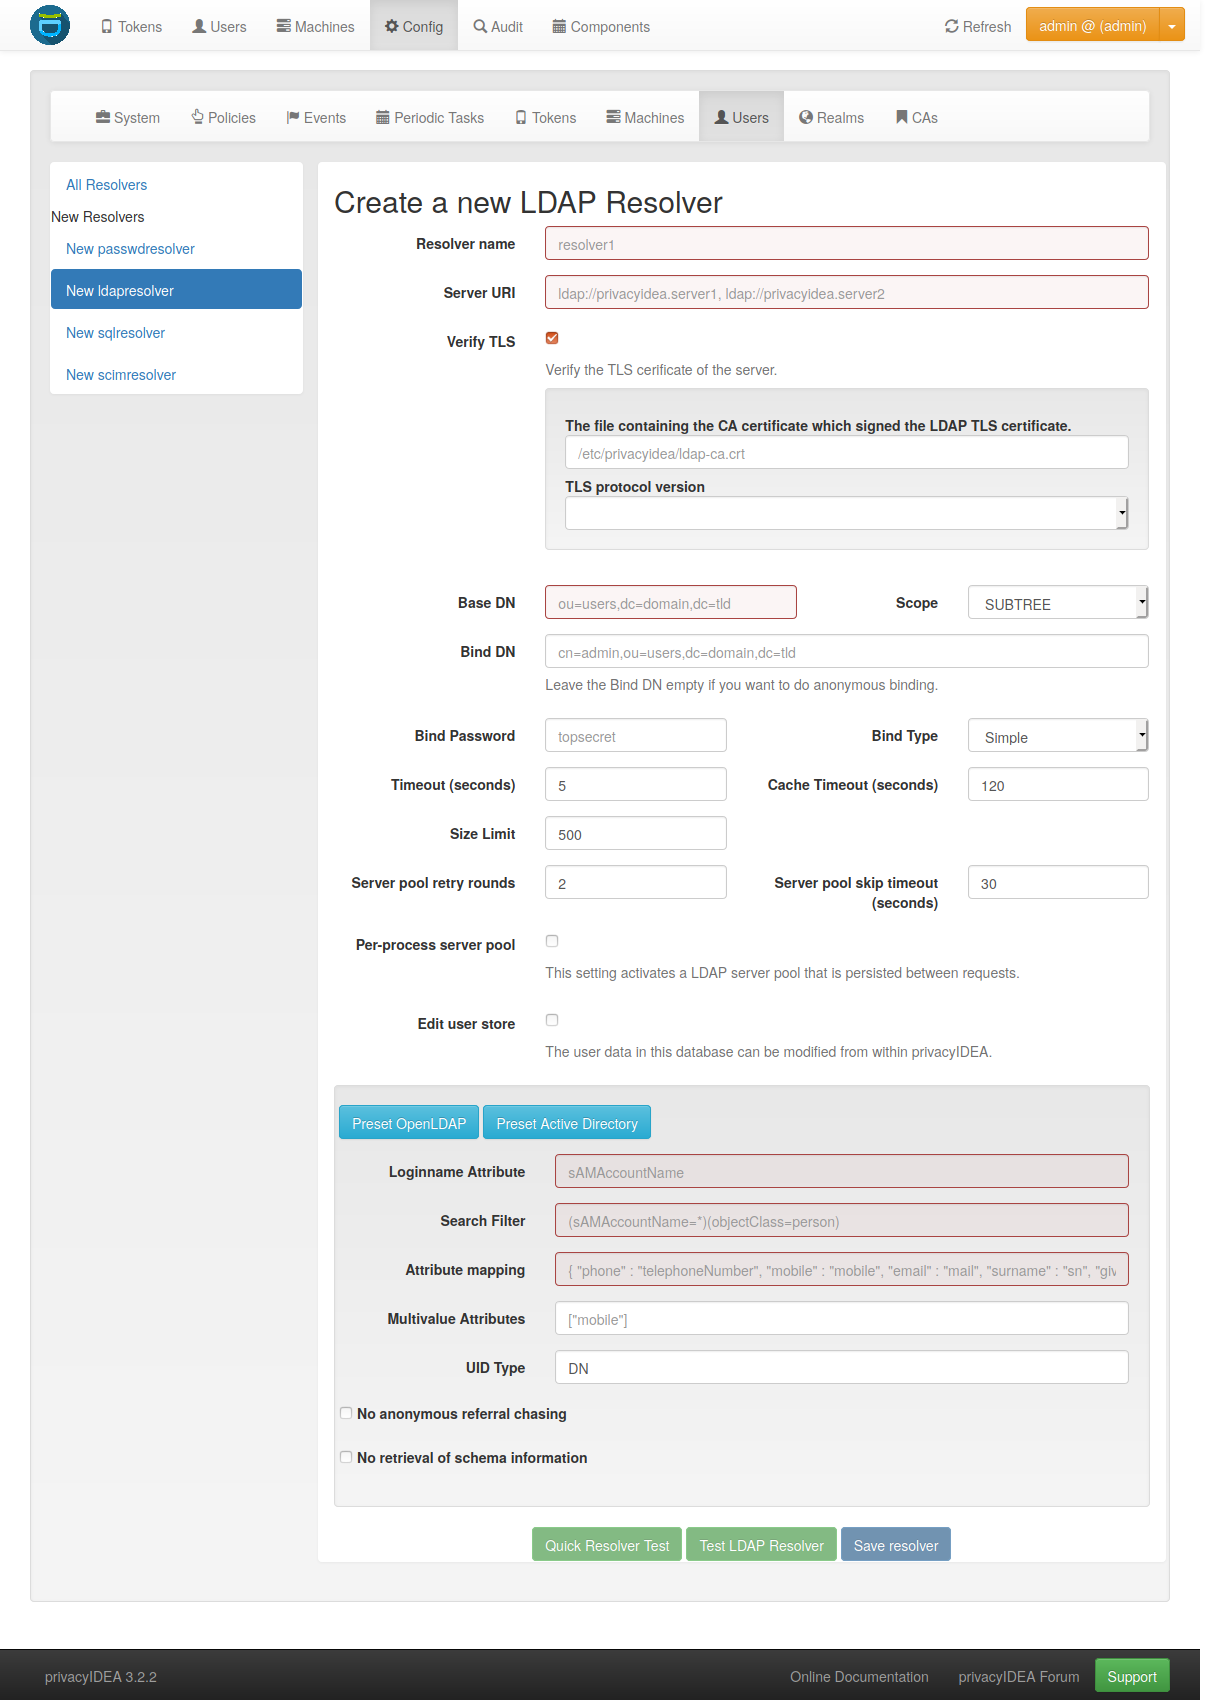 Tokens Users Machines Config Audit Components Refresh admin @ (admin)
System Policies Events Periodic Tasks Tokens Machines Users Realms CAs
All Resolvers
New Resolvers
New passwdresolver
New ldapresolver
New sqlresolver
New scimresolver
Create a new LDAP Resolver
Resolver name resolver1
Server URI ldap://privacyidea.server1, ldap://privacyidea.server2
Verify TLS
Verify the TLS cerificate of the server.
The file containing the CA certificate which signed the LDAP TLS certificate.
/etc/privacyidea/ldap-ca.crt
TLS protocol version
Base DN ou=users,dc=domain,dc=tld Scope SUBTREE
Bind DN cn=admin,ou=users,dc=domain,dc=tld
Leave the Bind DN empty if you want to do anonymous binding.
Bind Password topsecret Bind Type Simple
Timeout (seconds) 5 Cache Timeout (seconds) 120
Size Limit 500
Server pool retry rounds 2 Server pool skip timeout 30
(seconds)
Per-process server pool
This setting activates a LDAP server pool that is persisted between requests.
Edit user store
The user data in this database can be modified from within privacyIDEA.
Preset OpenLDAP Preset Active Directory
Loginname Attribute sAMAccountName
Search Filter (sAMAccountName=*)(objectClass=person)
Attribute mapping { "phone" : "telephoneNumber", "mobile" : "mobile", "email" : "mail", "surname" : "sn", "giv
Multivalue Attributes ["mobile"]
UID Type DN
No anonymous referral chasing
No retrieval of schema information
Quick Resolver Test Test LDAP Resolver Save resolver
privacyIDEA 3.2.2 Online Documentation privacyIDEA Forum Support